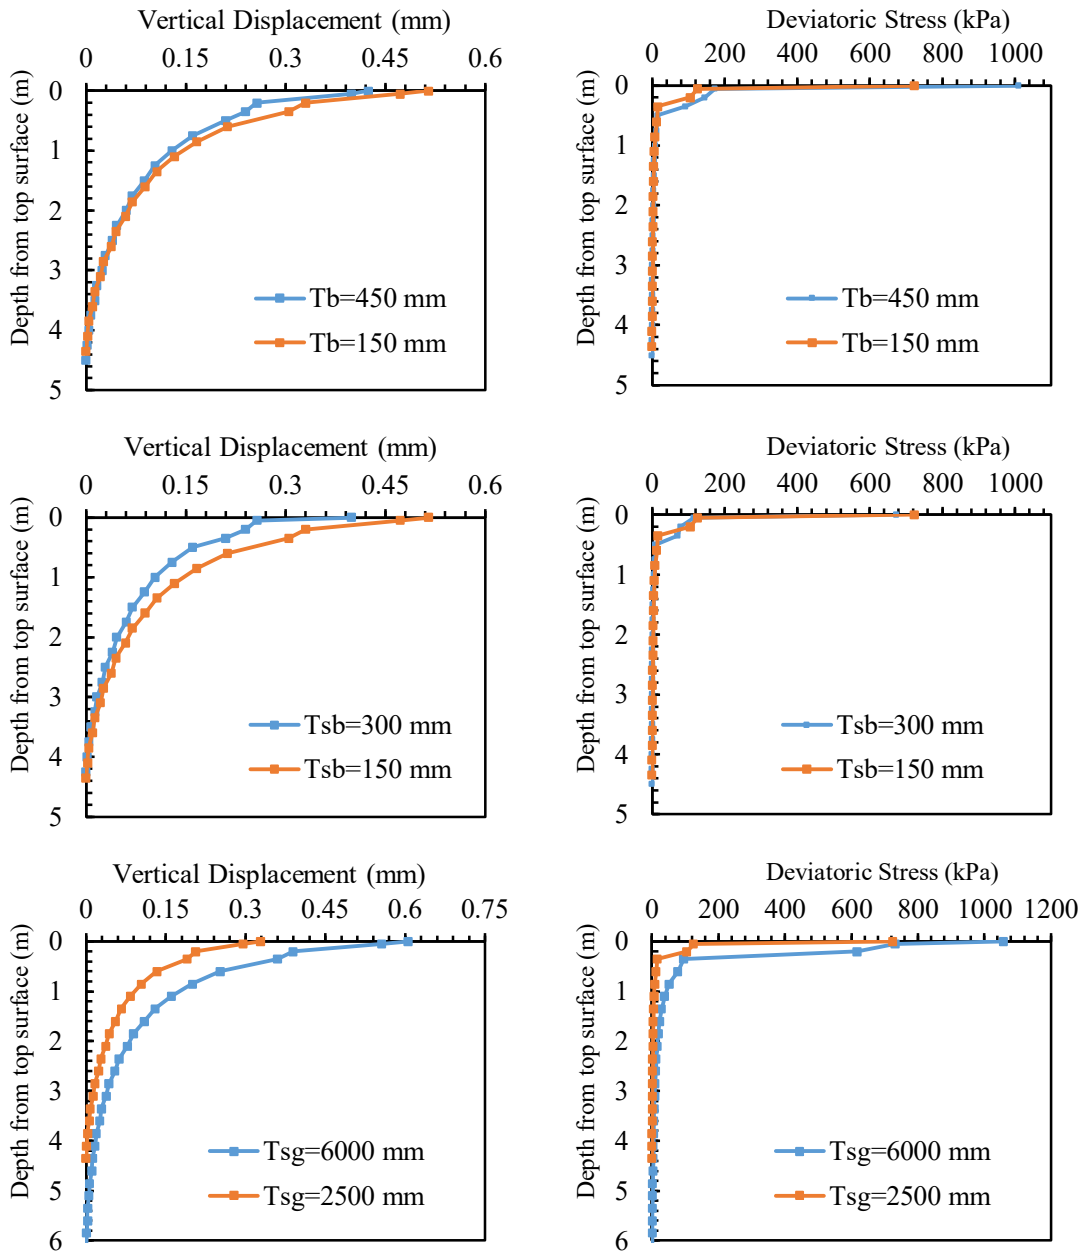 Vertical Displacement (mm)
0 0.15 0.3 0.45 0.6
Depth from top surface (m)
0
1
2
3
4
5
Tb=450 mm
Tb=150 mm
Deviatoric Stress (kPa)
0 200 400 600 800 1000
Depth from top surface (m)
0
1
2
3
4
5
Tb=450 mm
Tb=150 mm
Vertical Displacement (mm)
0 0.15 0.3 0.45 0.6
Depth from top surface (m)
0
1
2
3
4
5
Tsb=300 mm
Tsb=150 mm
Deviatoric Stress (kPa)
0 200 400 600 800 1000
Depth from top surface (m)
0
1
2
3
4
5
Tsb=300 mm
Tsb=150 mm
Vertical Displacement (mm)
0 0.15 0.3 0.45 0.6 0.75
Depth from top surface (m)
0
1
2
3
4
5
6
Tsg=6000 mm
Tsg=2500 mm
Deviatoric Stress (kPa)
0 200 400 600 800 1000 1200
Depth from top surface (m)
0
1
2
3
4
5
6
Tsg=6000 mm
Tsg=2500 mm